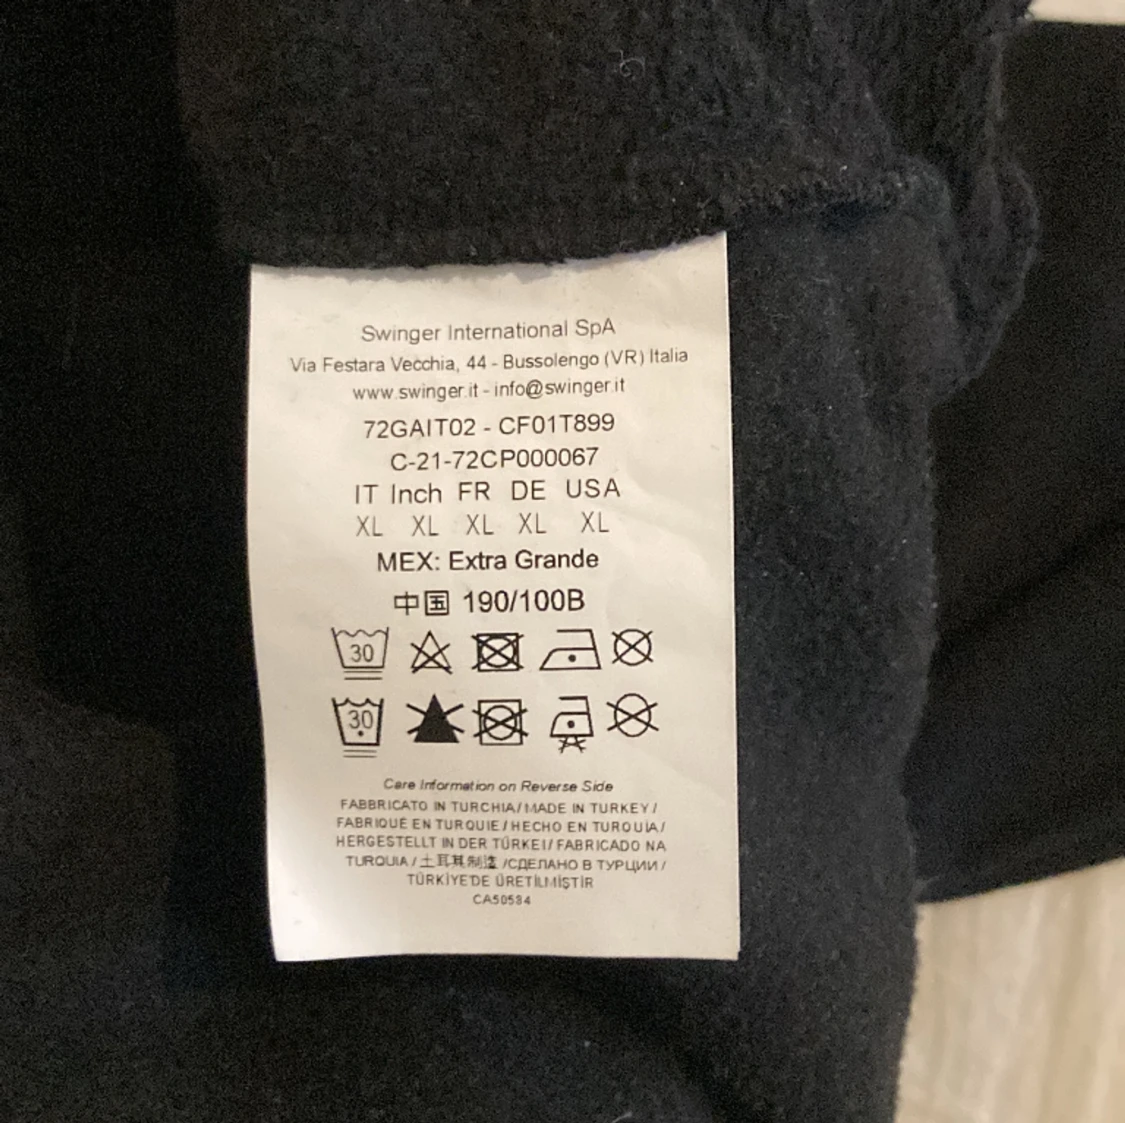 Swinger International SpA
Via Festara Vecchia, 44 - Bussolengo (VR) Italia
www.swinger.it - info@swinger.it
72GAIT02 - CF01T899
C-21-72CP000067
IT Inch FR DE USA
XL XL XL XL XL
MEX: Extra Grande
中国 190/100B
30
30
Care Information on Reverse Side
FABBRICATO IN TURCHIA/MADE IN TURKEY/
FABRIQUÉ EN TURQUIE/HECHO EN TURQUIA/
HERGESTELLT IN DER TÜRKEI/FABRICADO NA
TURQUIA/土耳其制造/СДЕЛАНО В ТУРЦИИ/
TÜRKİYE'DE ÜRETİLMİŞTİR
CA50534